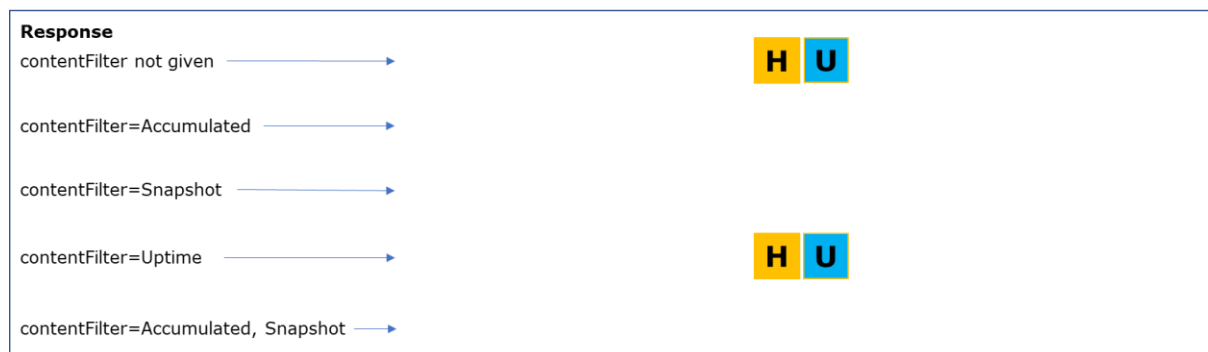 Response
contentFilter not given
H U
contentFilter=Accumulated
contentFilter=Snapshot
contentFilter=Uptime
H U
contentFilter=Accumulated, Snapshot